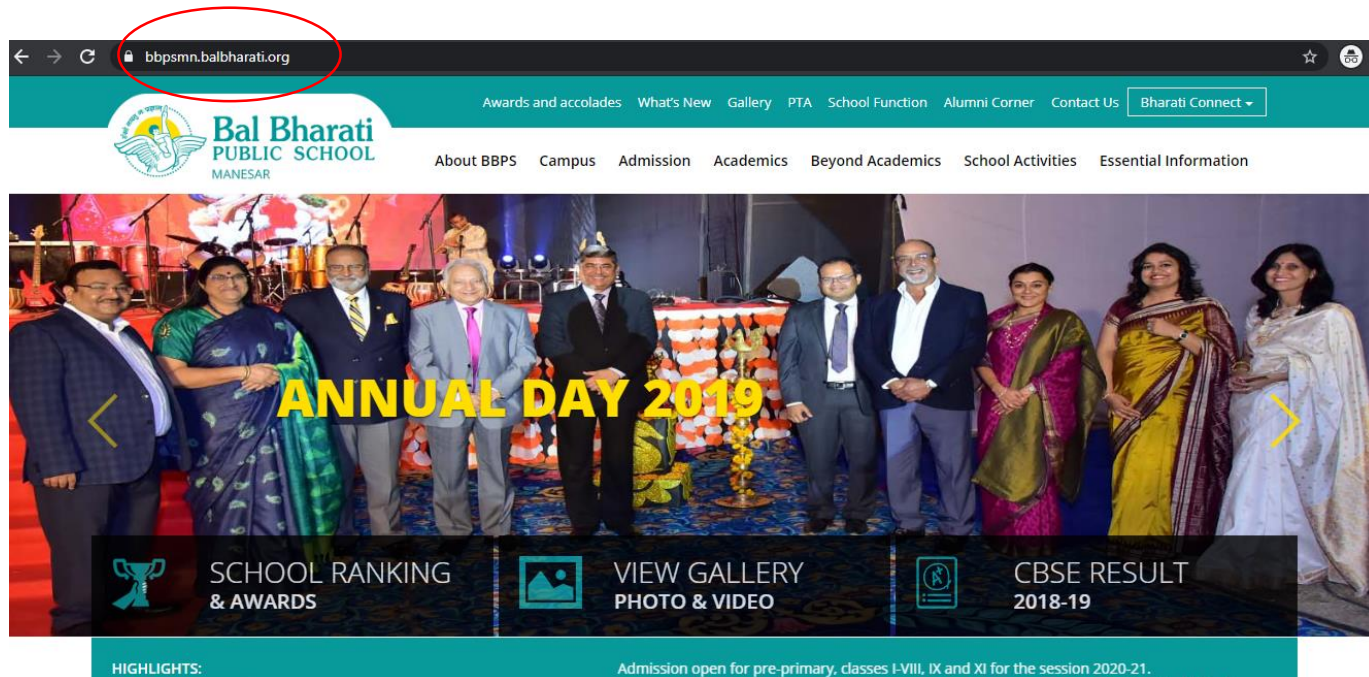 bbpsmn.balbharati.org
Awards and accolades What's New Gallery PTA School Function Alumni Corner Contact Us Bharati Connect
Bal Bharati
PUBLIC SCHOOL
MANESAR
About BBPS Campus Admission Academics Beyond Academics School Activities Essential Information
ANNUAL DAY 2019
SCHOOL RANKING
& AWARDS
VIEW GALLERY
PHOTO & VIDEO
CBSE RESULT
2018-19
HIGHLIGHTS:
Admission open for pre-primary, classes I-VIII, IX and XI for the session 2020-21.